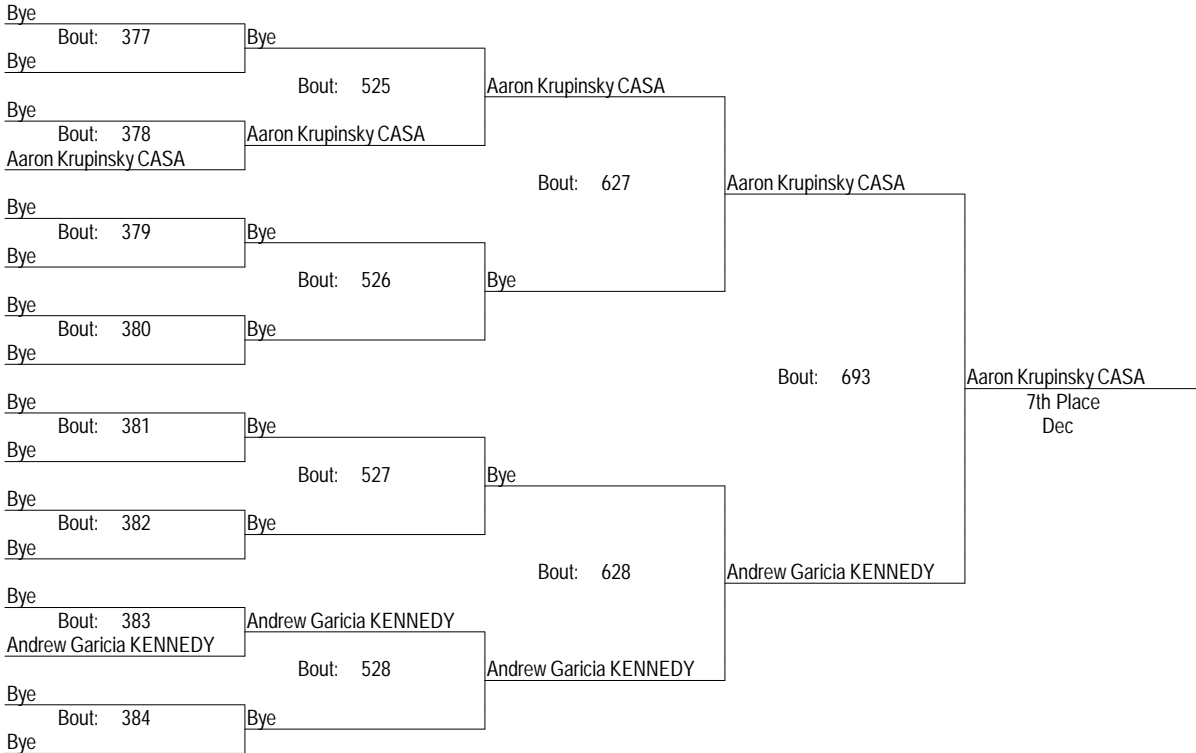 Bye
Bout: 377 Bye
Bye
Bout: 525 Aaron Krupinsky CASA
Bye
Bout: 378 Aaron Krupinsky CASA
Aaron Krupinsky CASA
Bout: 627 Aaron Krupinsky CASA
Bye
Bout: 379 Bye
Bye
Bout: 526 Bye
Bye
Bout: 380 Bye
Bye
Bout: 693 Aaron Krupinsky CASA
7th Place
Dec
Bye
Bout: 381 Bye
Bye
Bout: 527 Bye
Bye
Bout: 382 Bye
Bye
Bout: 628 Andrew Garicia KENNEDY
Bye
Bout: 383 Andrew Garicia KENNEDY
Andrew Garicia KENNEDY
Bout: 528 Andrew Garicia KENNEDY
Bye
Bout: 384 Bye
Bye